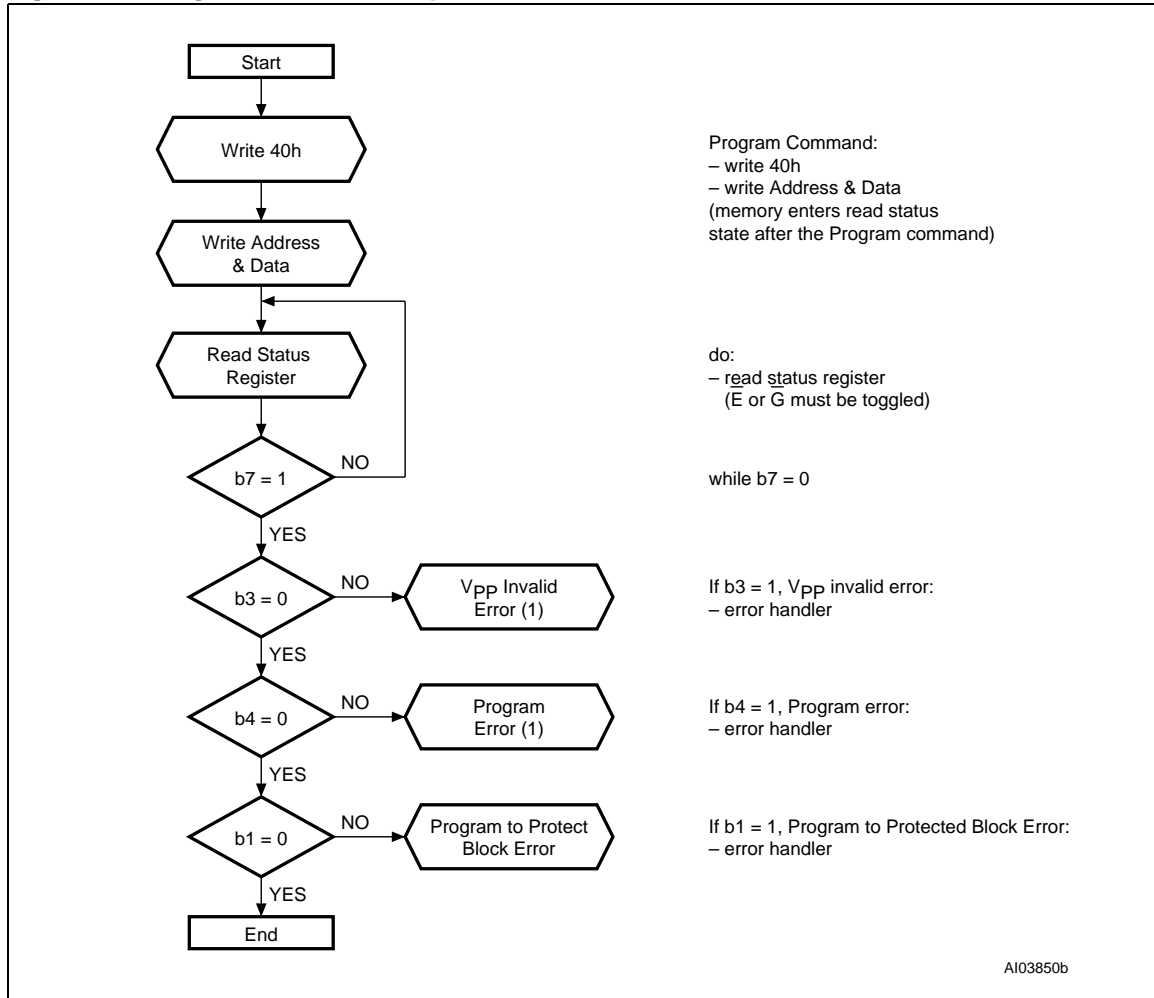 Start
Write 40h
Program Command:
– write 40h
– write Address & Data
(memory enters read status
state after the Program command)
Write Address
& Data
Read Status
Register
do:
– read status register
(E̅ or G̅ must be toggled)
b7 = 1
NO
while b7 = 0
YES
b3 = 0
NO
VPP Invalid
Error (1)
If b3 = 1, VPP invalid error:
– error handler
YES
b4 = 0
NO
Program
Error (1)
If b4 = 1, Program error:
– error handler
YES
b1 = 0
NO
Program to Protect
Block Error
If b1 = 1, Program to Protected Block Error:
– error handler
YES
End
AI03850b